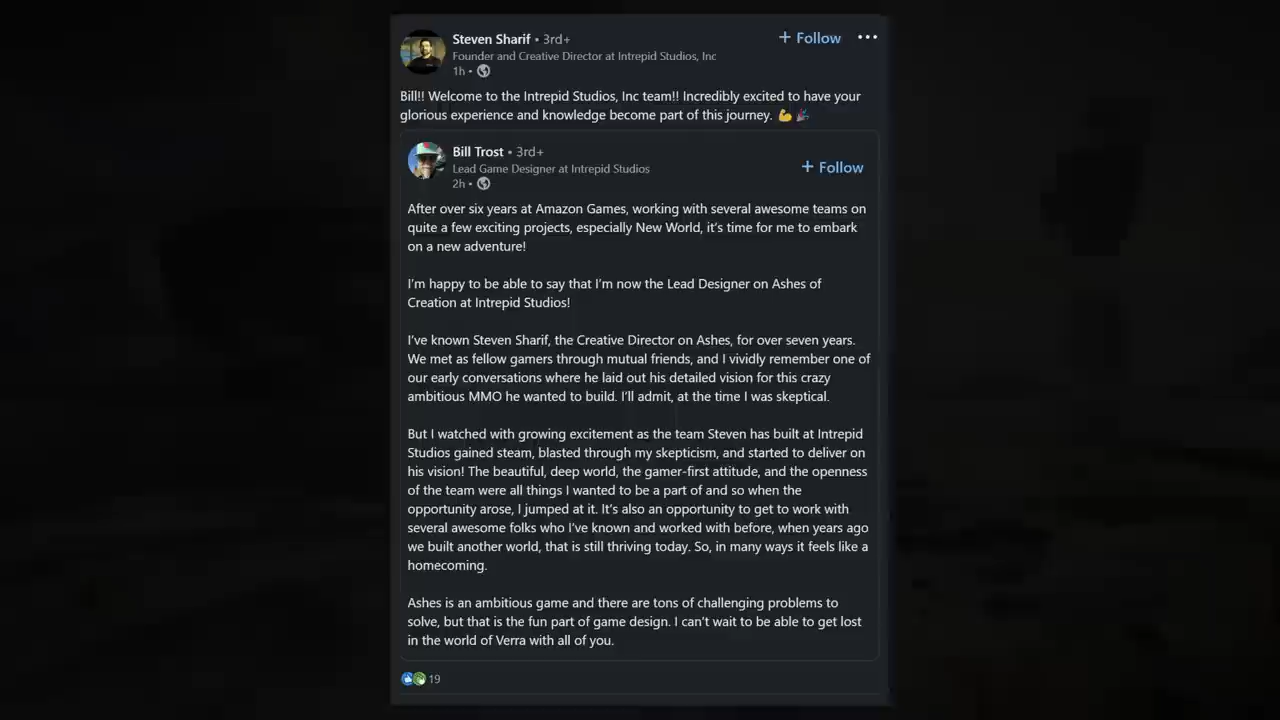 Steven Sharif • 3rd+
+ Follow
•••
Founder and Creative Director at Intrepid Studios, Inc
1h •
Bill!! Welcome to the Intrepid Studios, Inc team!! Incredibly excited to have your
glorious experience and knowledge become part of this journey. 💪 🎉
Bill Trost • 3rd+
Lead Game Designer at Intrepid Studios
+ Follow
2h •
After over six years at Amazon Games, working with several awesome teams on
quite a few exciting projects, especially New World, it's time for me to embark
on a new adventure!
I'm happy to be able to say that I'm now the Lead Designer on Ashes of
Creation at Intrepid Studios!
I've known Steven Sharif, the Creative Director on Ashes, for over seven years.
We met as fellow gamers through mutual friends, and I vividly remember one of
our early conversations where he laid out his detailed vision for this crazy
ambitious MMO he wanted to build. I'll admit, at the time I was skeptical.
But I watched with growing excitement as the team Steven has built at Intrepid
Studios gained steam, blasted through my skepticism, and started to deliver on
his vision! The beautiful, deep world, the gamer-first attitude, and the openness
of the team were all things I wanted to be a part of and so when the
opportunity arose, I jumped at it. It's also an opportunity to get to work with
several awesome folks who I've known and worked with before, when years ago
we built another world, that is still thriving today. So, in many ways it feels like a
homecoming.
Ashes is an ambitious game and there are tons of challenging problems to
solve, but that is the fun part of game design. I can't wait to be able to get lost
in the world of Verra with all of you.
19